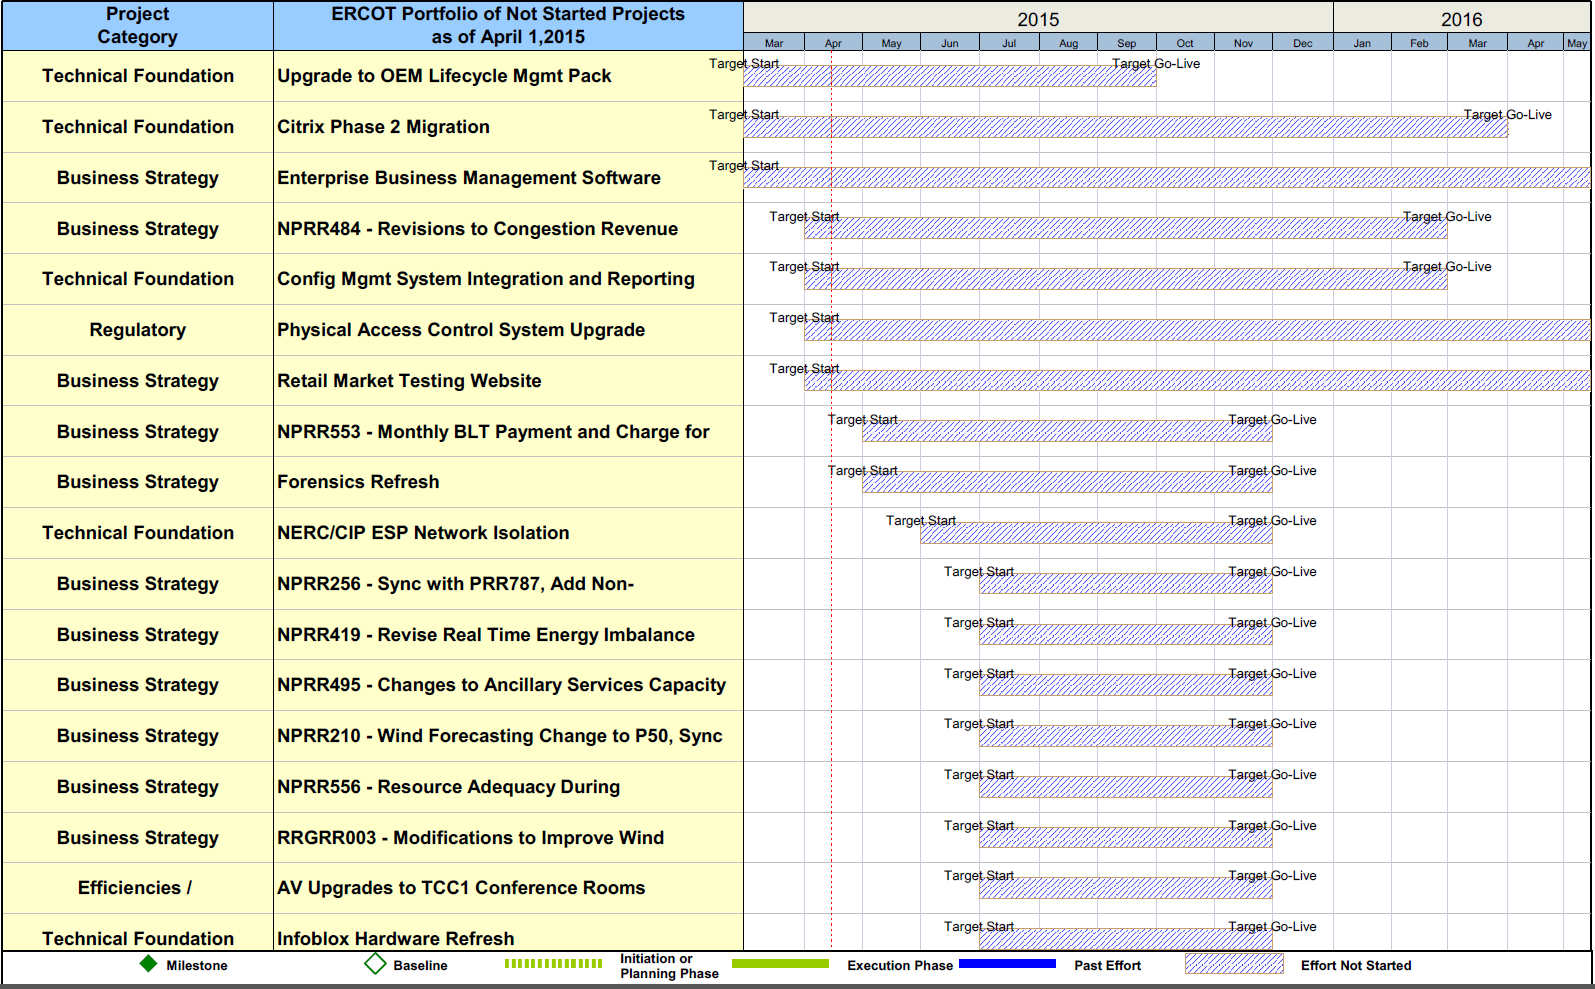 Project
Category
ERCOT Portfolio of Not Started Projects
as of April 1,2015
2015
2016
Mar Apr May Jun Jul Aug Sep Oct Nov Dec Jan Feb Mar Apr May
Technical Foundation Upgrade to OEM Lifecycle Mgmt Pack Target Start Target Go-Live
Technical Foundation Citrix Phase 2 Migration Target Start Target Go-Live
Business Strategy Enterprise Business Management Software Target Start
Business Strategy NPRR484 - Revisions to Congestion Revenue Target Start Target Go-Live
Technical Foundation Config Mgmt System Integration and Reporting Target Start Target Go-Live
Regulatory Physical Access Control System Upgrade Target Start
Business Strategy Retail Market Testing Website Target Start
Business Strategy NPRR553 - Monthly BLT Payment and Charge for Target Start Target Go-Live
Business Strategy Forensics Refresh Target Start Target Go-Live
Technical Foundation NERC/CIP ESP Network Isolation Target Start Target Go-Live
Business Strategy NPRR256 - Sync with PRR787, Add Non- Target Start Target Go-Live
Business Strategy NPRR419 - Revise Real Time Energy Imbalance Target Start Target Go-Live
Business Strategy NPRR495 - Changes to Ancillary Services Capacity Target Start Target Go-Live
Business Strategy NPRR210 - Wind Forecasting Change to P50, Sync Target Start Target Go-Live
Business Strategy NPRR556 - Resource Adequacy During Target Start Target Go-Live
Business Strategy RRGRR003 - Modifications to Improve Wind Target Start Target Go-Live
Efficiencies / AV Upgrades to TCC1 Conference Rooms Target Start Target Go-Live
Technical Foundation Infoblox Hardware Refresh Target Start Target Go-Live
Milestone
Baseline
Initiation or
Planning Phase
Execution Phase
Past Effort
Effort Not Started